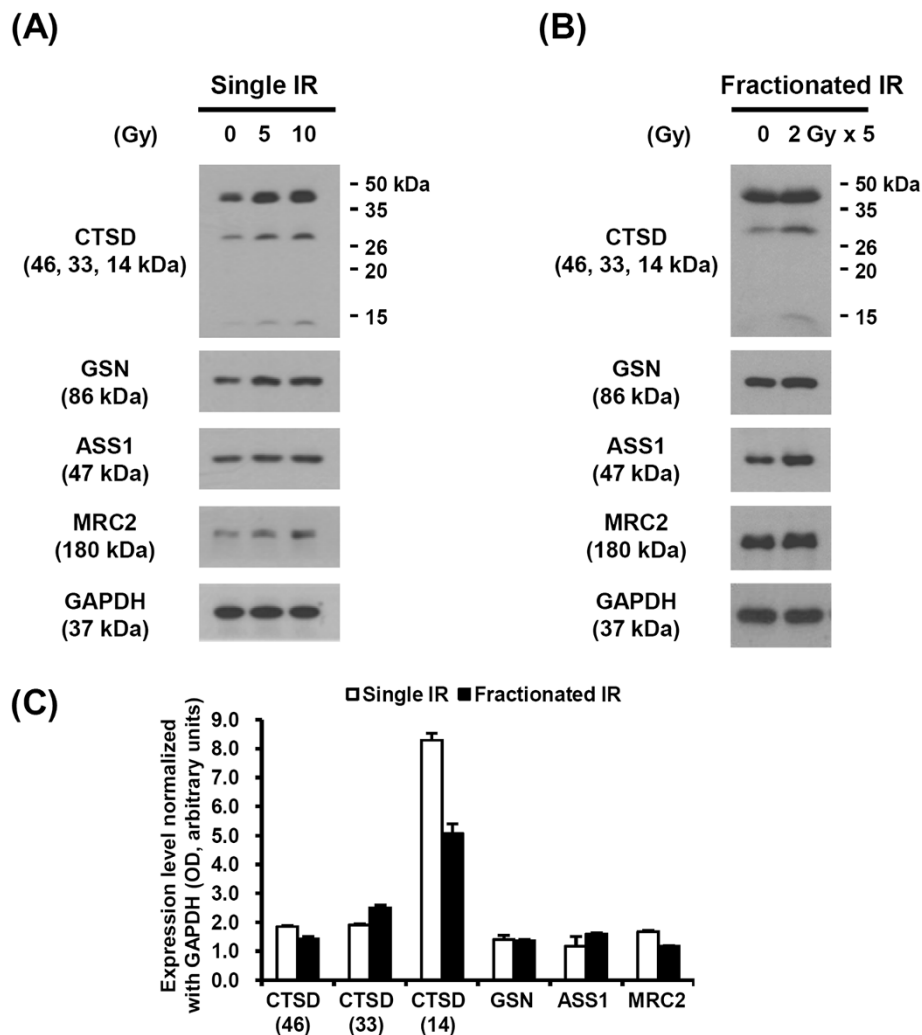 (A)
Single IR
(Gy) 0 5 10
CTSD
(46, 33, 14 kDa)
- 50 kDa
- 35
- 26
- 20
- 15
GSN
(86 kDa)
ASS1
(47 kDa)
MRC2
(180 kDa)
GAPDH
(37 kDa)
(B)
Fractionated IR
(Gy) 0 2 Gy x 5
CTSD
(46, 33, 14 kDa)
- 50 kDa
- 35
- 26
- 20
- 15
GSN
(86 kDa)
ASS1
(47 kDa)
MRC2
(180 kDa)
GAPDH
(37 kDa)
(C)
Single IR Fractionated IR
Expression level normalized
with GAPDH (OD, arbitrary units)
9.0
8.0
7.0
6.0
5.0
4.0
3.0
2.0
1.0
0.0
CTSD CTSD CTSD GSN ASS1 MRC2
(46) (33) (14)